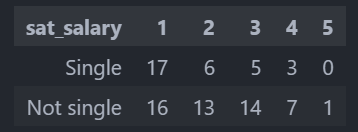 sat_salary 1 2 3 4 5
Single 17 6 5 3 0
Not single 16 13 14 7 1